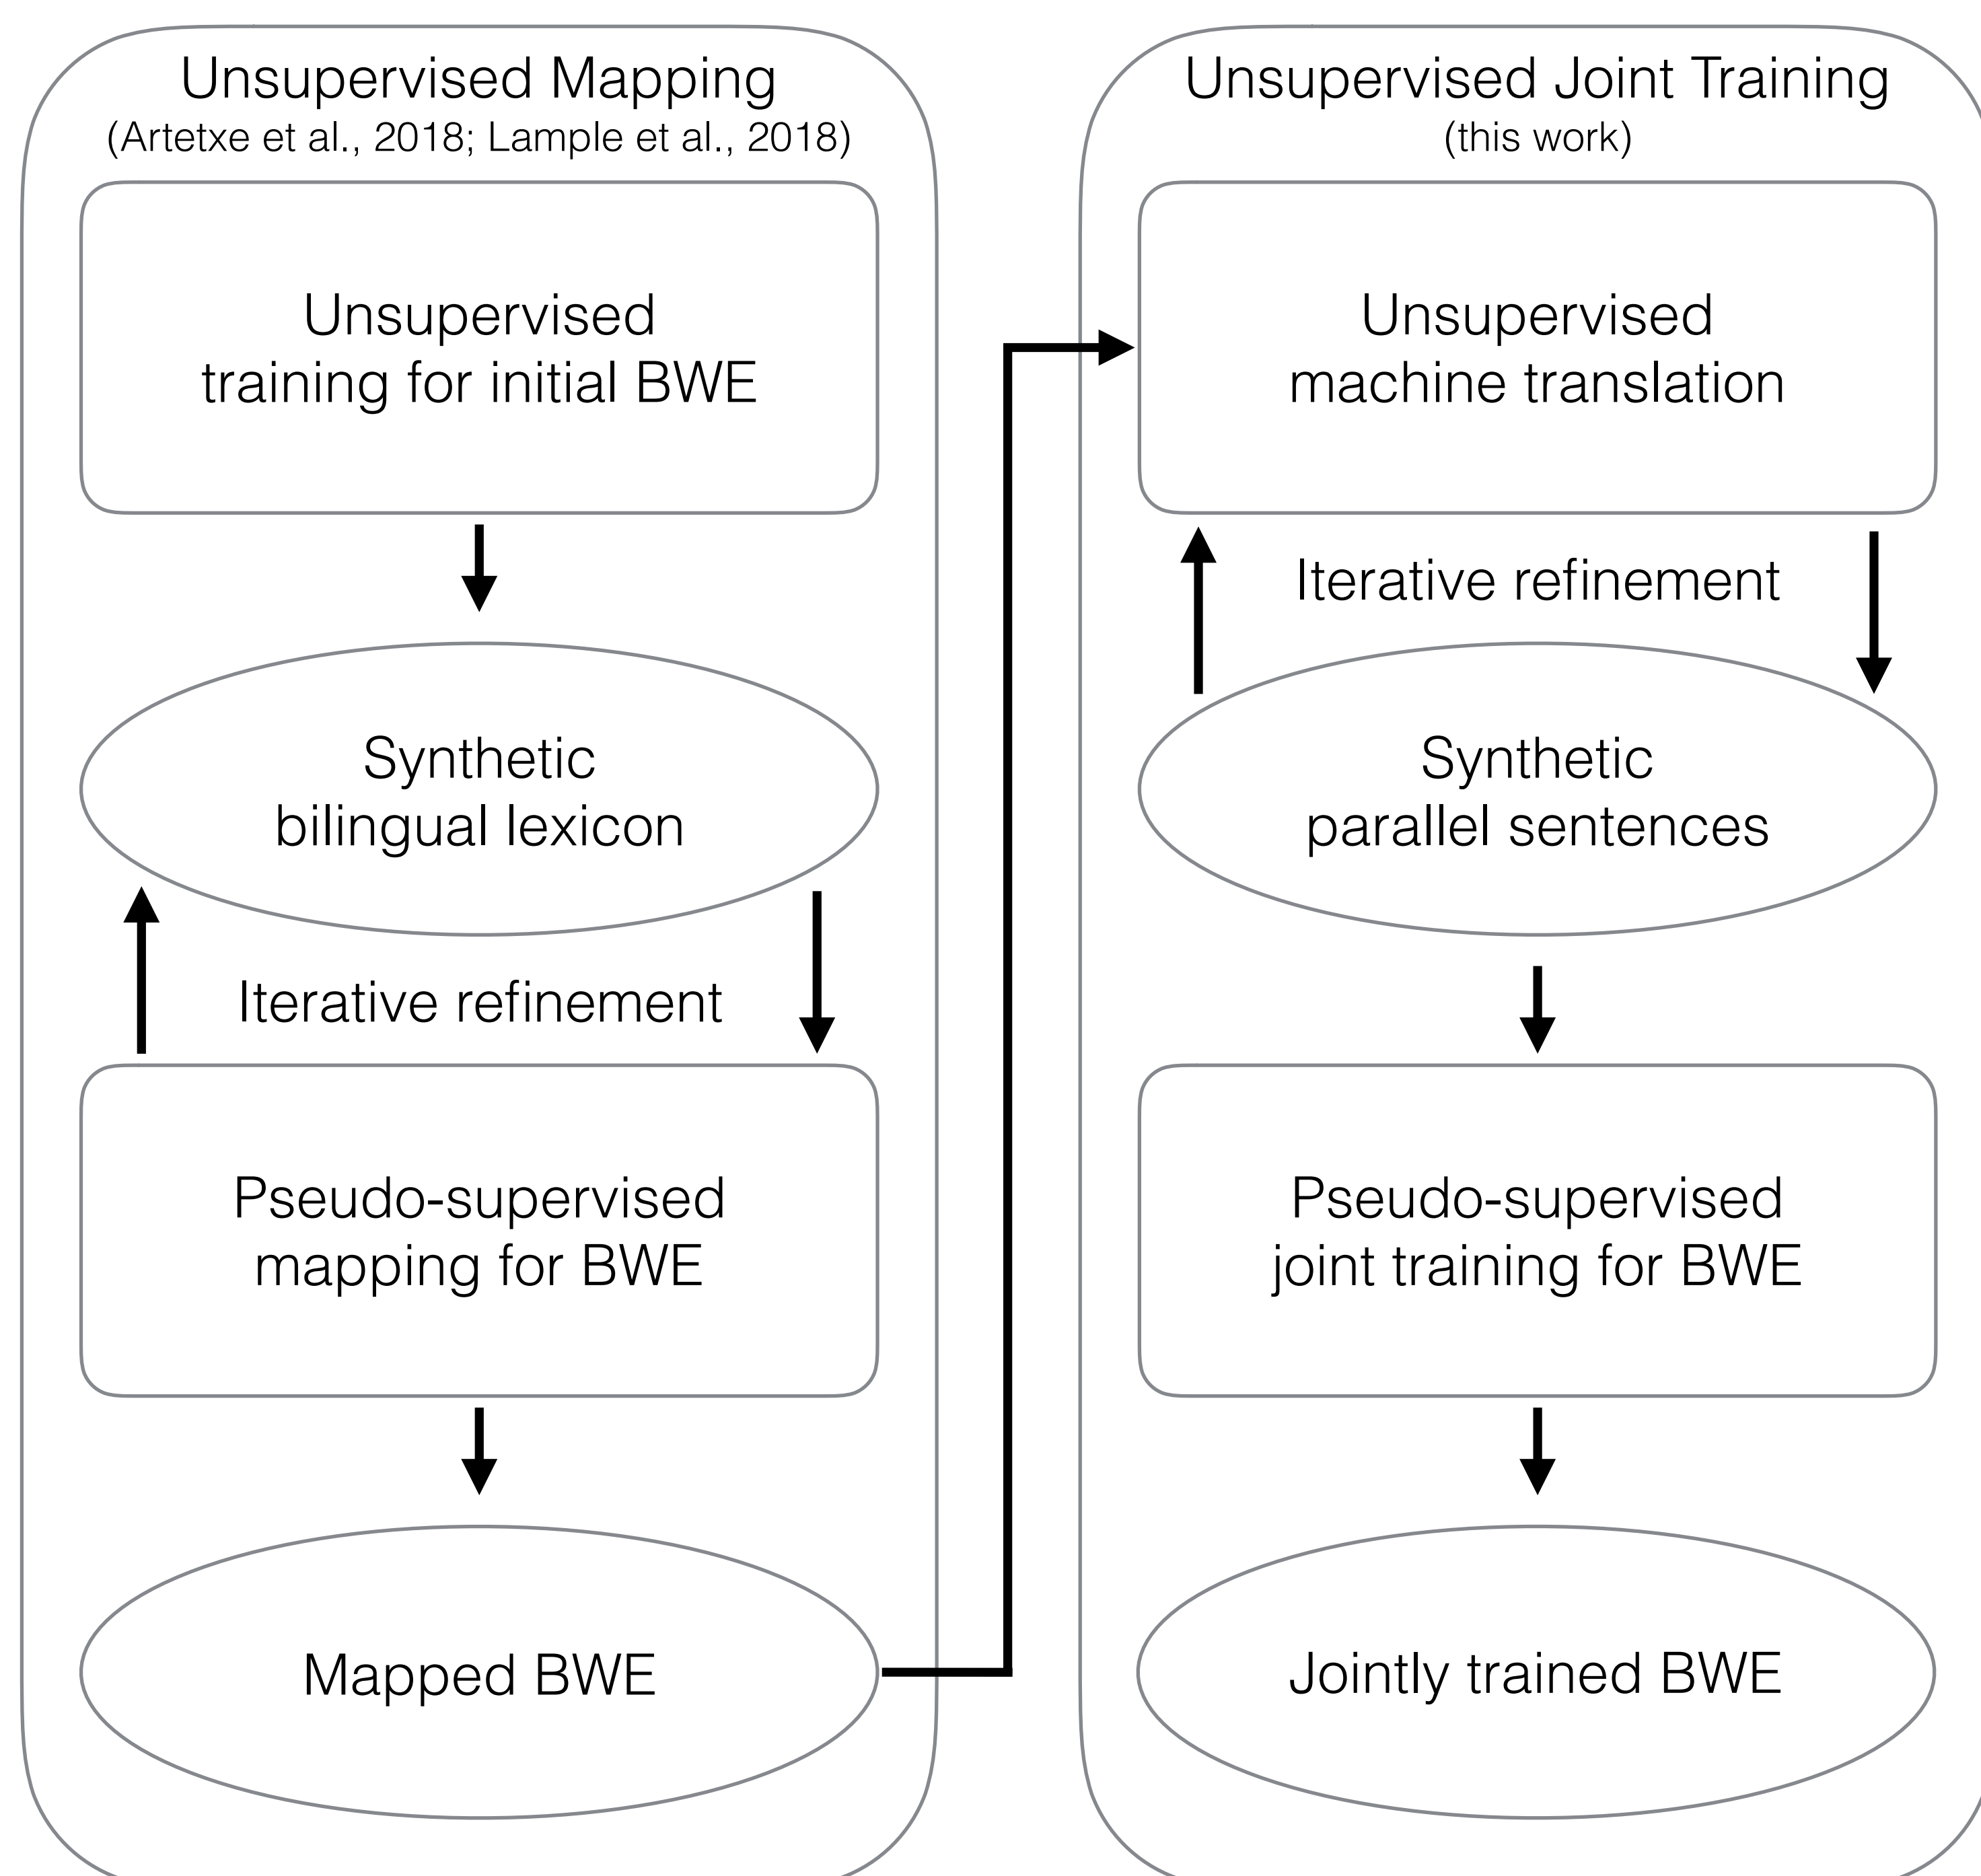 Unsupervised Mapping
(Artetxe et al., 2018; Lample et al., 2018)
Unsupervised
training for initial BWE
Synthetic
bilingual lexicon
Iterative refinement
Pseudo-supervised
mapping for BWE
Mapped BWE
Unsupervised Joint Training
(this work)
Unsupervised
machine translation
Iterative refinement
Synthetic
parallel sentences
Pseudo-supervised
joint training for BWE
Jointly trained BWE